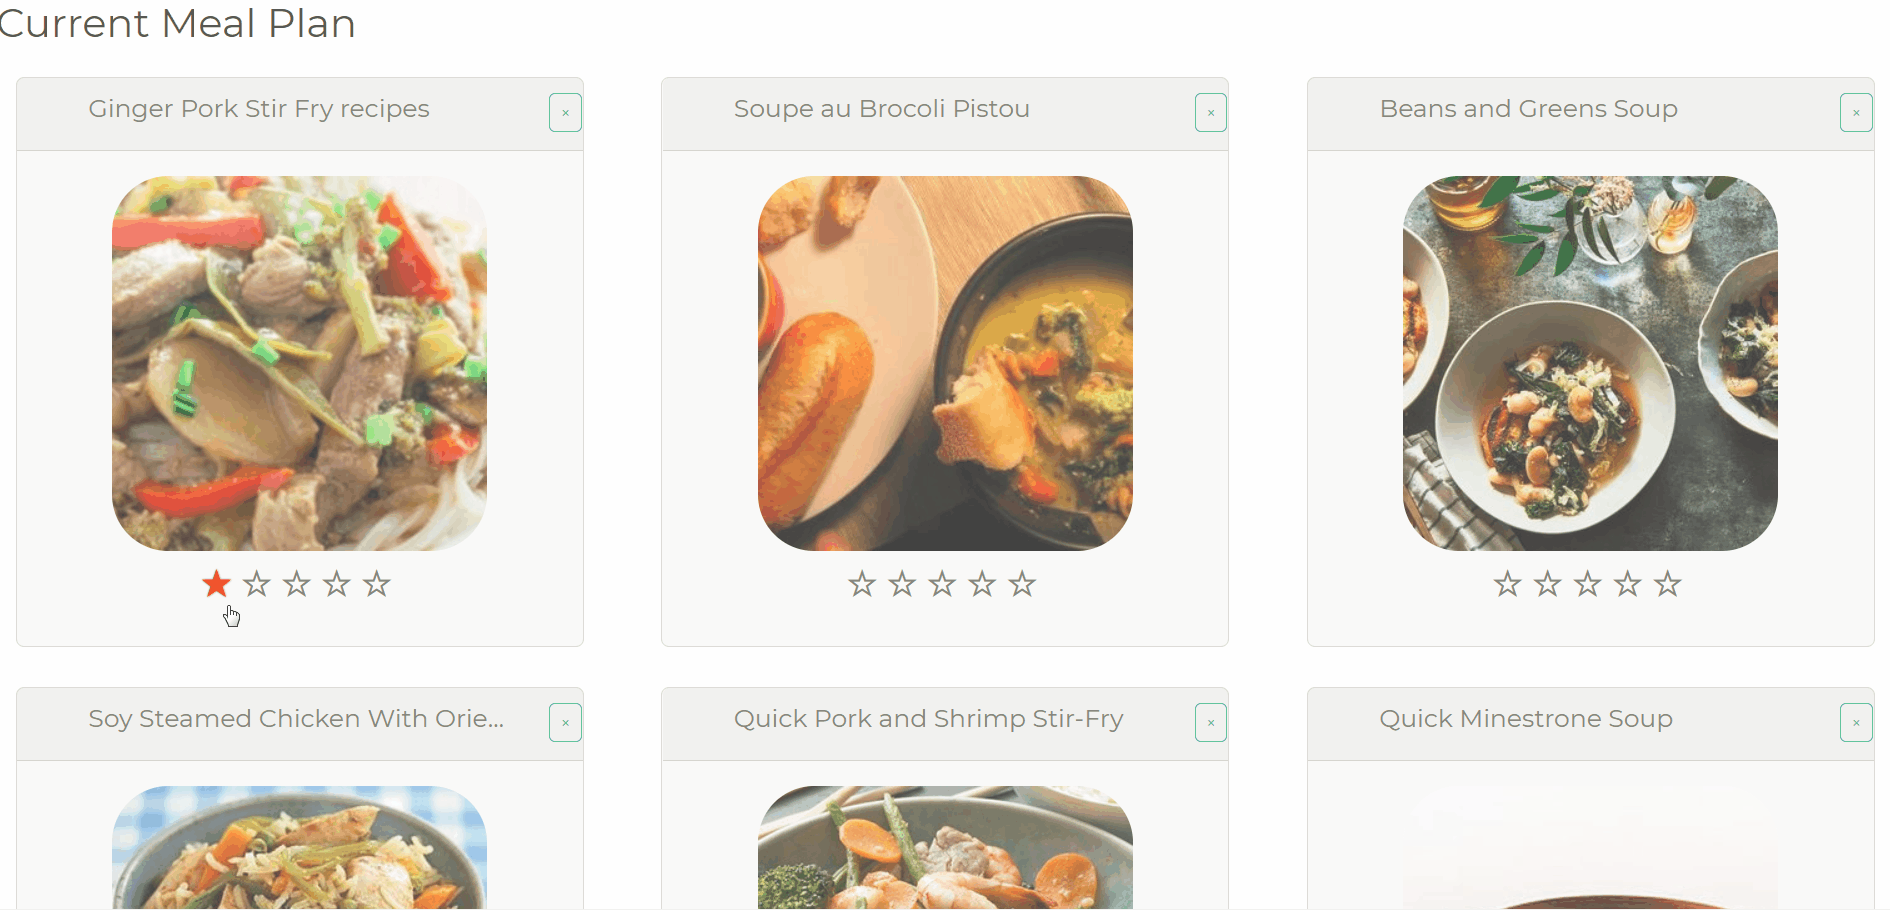 Current Meal Plan
Ginger Pork Stir Fry recipes ×
Soupe au Brocoli Pistou ×
Beans and Greens Soup ×
Soy Steamed Chicken With Orie... ×
Quick Pork and Shrimp Stir-Fry ×
Quick Minestrone Soup ×